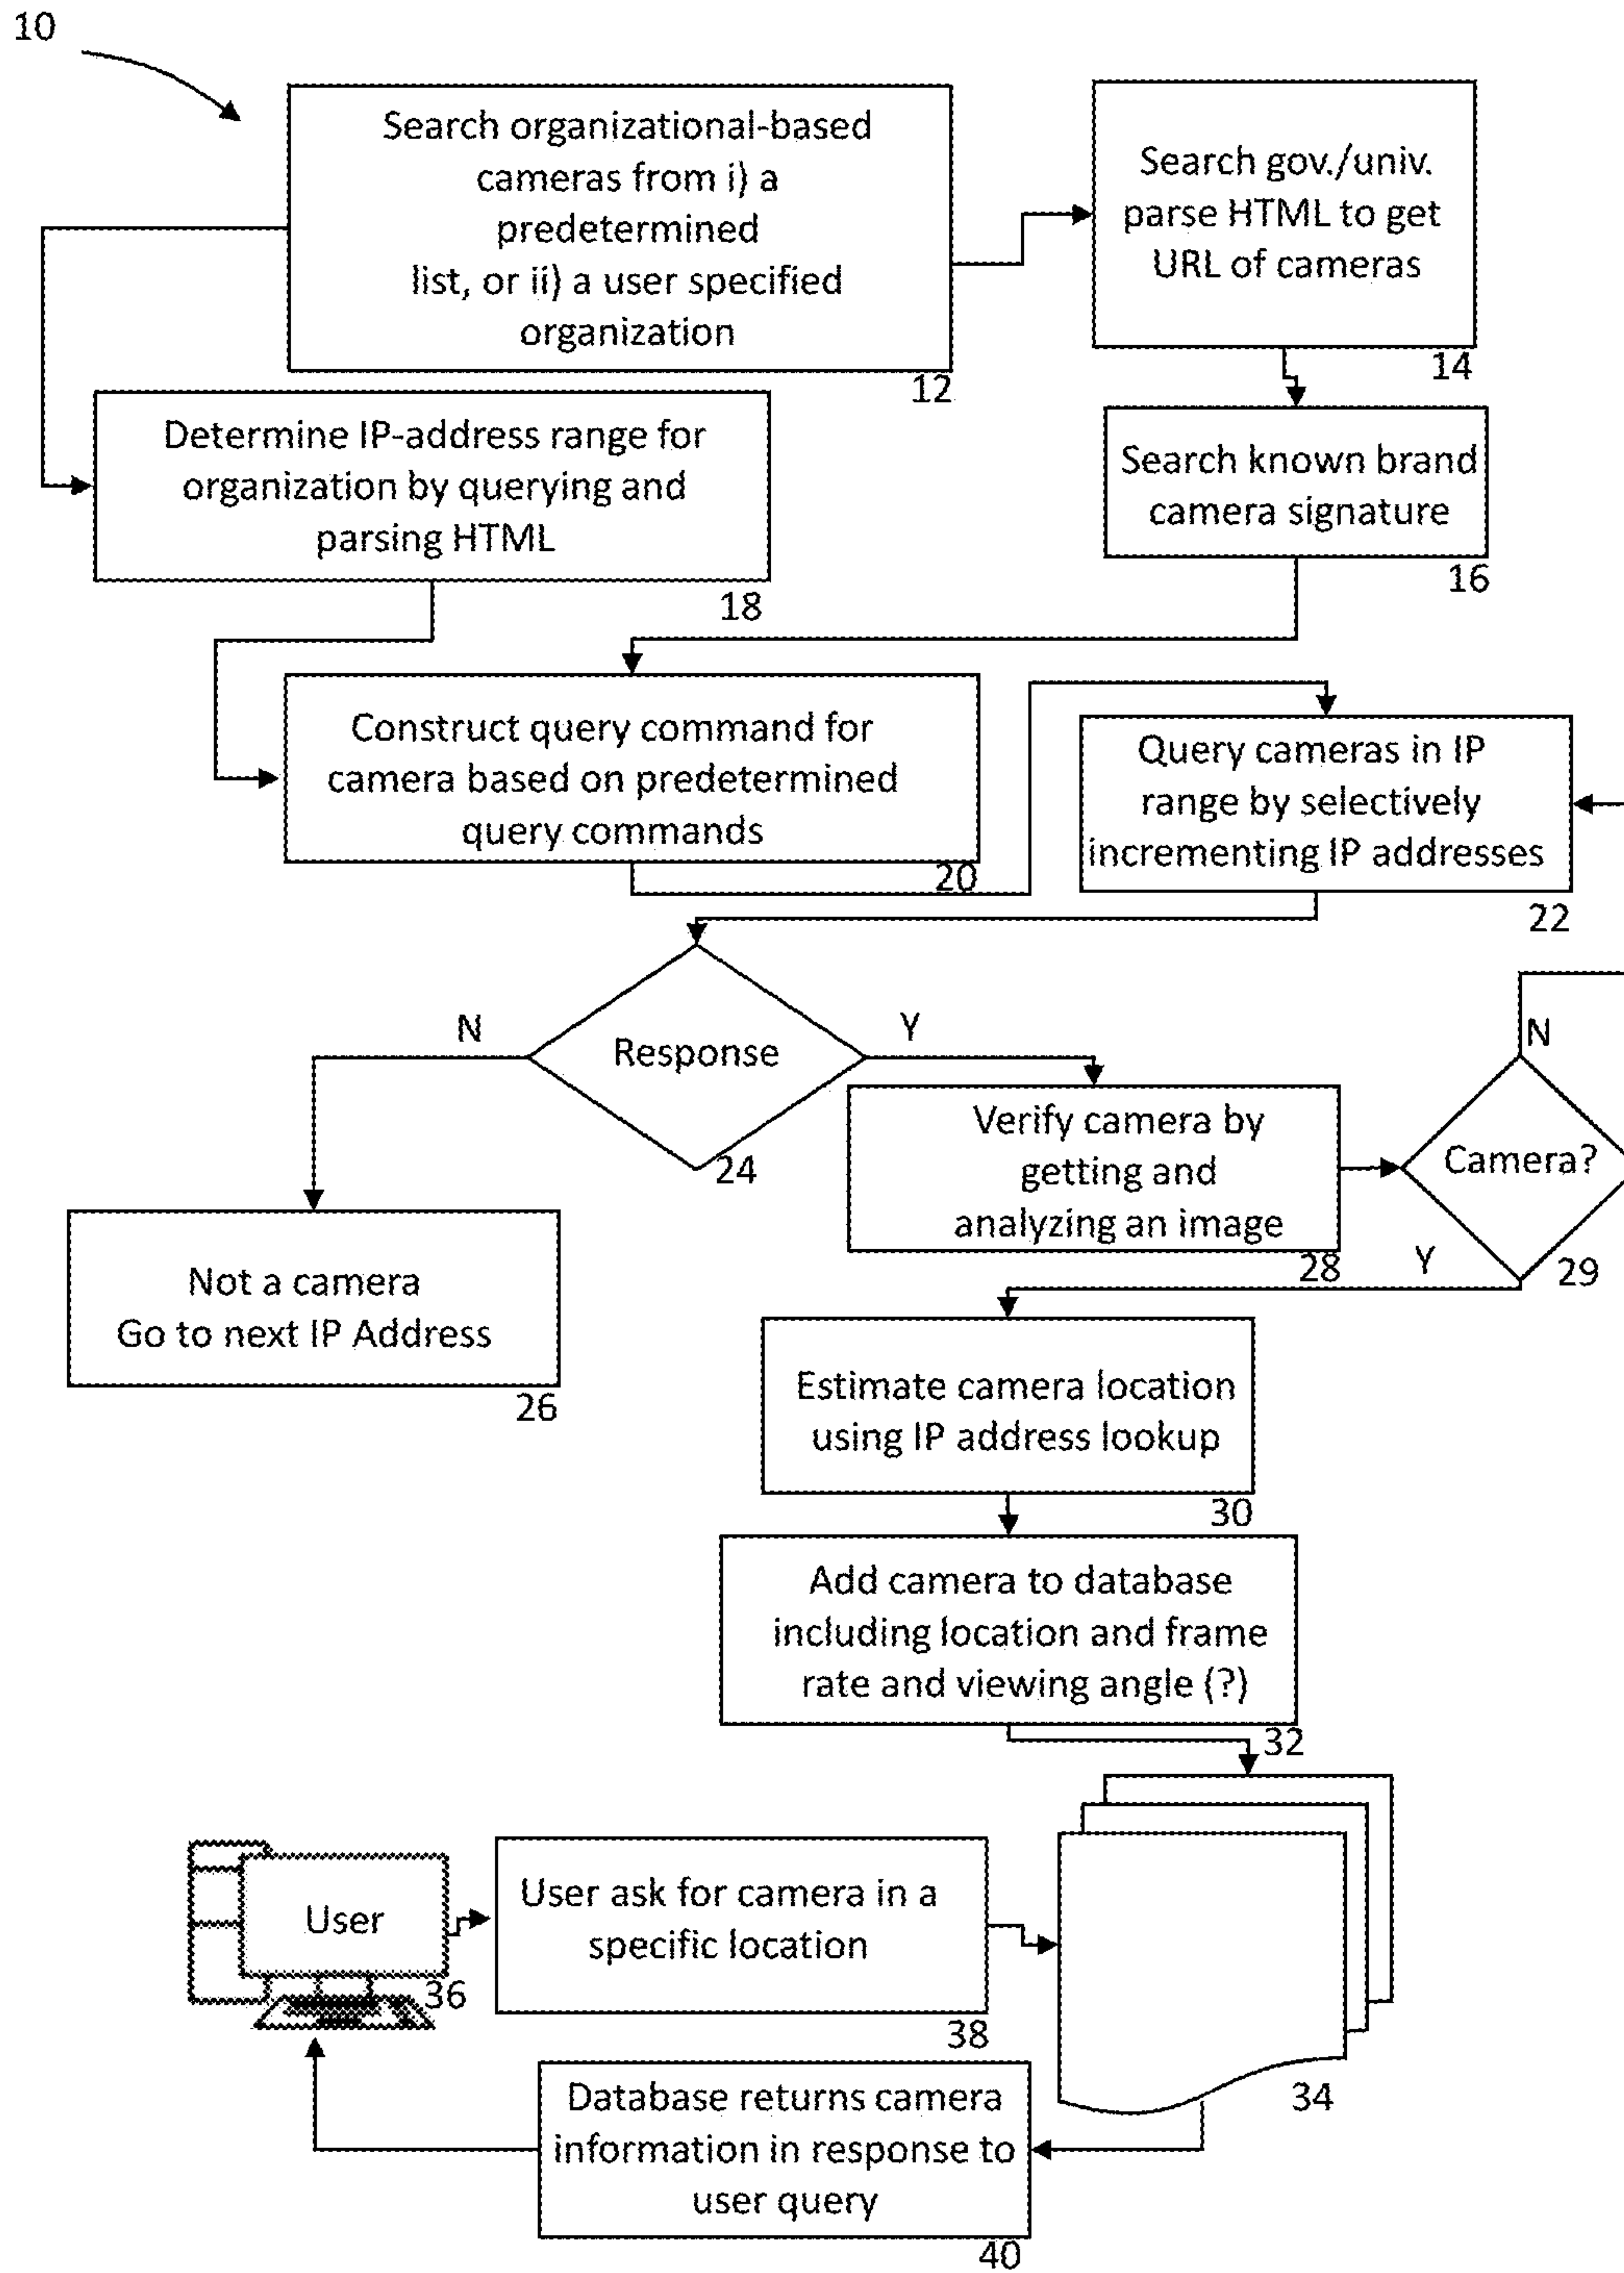 10
Search organizational-based
cameras from i) a
predetermined
list, or ii) a user specified
organization
12
Search gov./univ.
parse HTML to get
URL of cameras
14
Determine IP-address range for
organization by querying and
parsing HTML
18
Search known brand
camera signature
16
Construct query command for
camera based on predetermined
query commands
20
Query cameras in IP
range by selectively
incrementing IP addresses
22
Response
N
Y
24
Not a camera
Go to next IP Address
26
Verify camera by
getting and
analyzing an image
28
Camera?
N
Y
29
Estimate camera location
using IP address lookup
30
Add camera to database
including location and frame
rate and viewing angle (?)
32
User
36
User ask for camera in a
specific location
38
34
Database returns camera
information in response to
user query
40